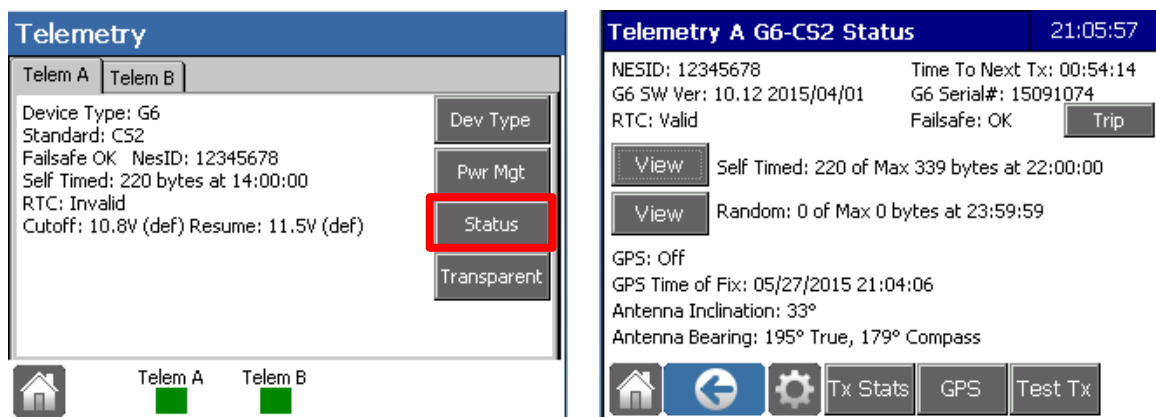 Telemetry
Telem A Telem B
Device Type: G6
Standard: CS2
Failsafe OK NesID: 12345678
Self Timed: 220 bytes at 14:00:00
RTC: Invalid
Cutoff: 10.8V (def) Resume: 11.5V (def)
Dev Type
Pwr Mgt
Status
Transparent
Telem A Telem B
Telemetry A G6-CS2 Status 21:05:57
NESID: 12345678 Time To Next Tx: 00:54:14
G6 SW Ver: 10.12 2015/04/01 G6 Serial#: 15091074
RTC: Valid Failsafe: OK Trip
View Self Timed: 220 of Max 339 bytes at 22:00:00
View Random: 0 of Max 0 bytes at 23:59:59
GPS: Off
GPS Time of Fix: 05/27/2015 21:04:06
Antenna Inclination: 33°
Antenna Bearing: 195° True, 179° Compass
Tx Stats GPS Test Tx